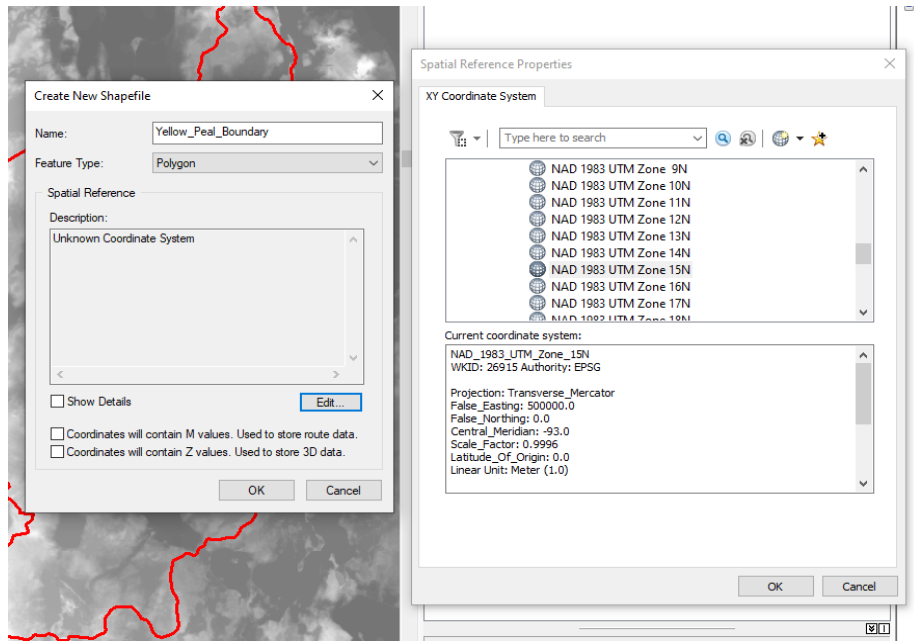 Create New Shapefile
Name:
Yellow_Peal_Boundary
Feature Type:
Polygon
Spatial Reference
Description:
Unknown Coordinate System
Show Details
Edit...
Coordinates will contain M values. Used to store route data.
Coordinates will contain Z values. Used to store 3D data.
OK
Cancel
Spatial Reference Properties
XY Coordinate System
Type here to search
NAD 1983 UTM Zone 9N
NAD 1983 UTM Zone 10N
NAD 1983 UTM Zone 11N
NAD 1983 UTM Zone 12N
NAD 1983 UTM Zone 13N
NAD 1983 UTM Zone 14N
NAD 1983 UTM Zone 15N
NAD 1983 UTM Zone 16N
NAD 1983 UTM Zone 17N
NAD 1983 UTM Zone 18N
Current coordinate system:
NAD_1983_UTM_Zone_15N
WKID: 26915 Authority: EPSG
Projection: Transverse_Mercator
False_Easting: 500000.0
False_Northing: 0.0
Central_Meridian: -93.0
Scale_Factor: 0.9996
Latitude_Of_Origin: 0.0
Linear Unit: Meter (1.0)
OK
Cancel